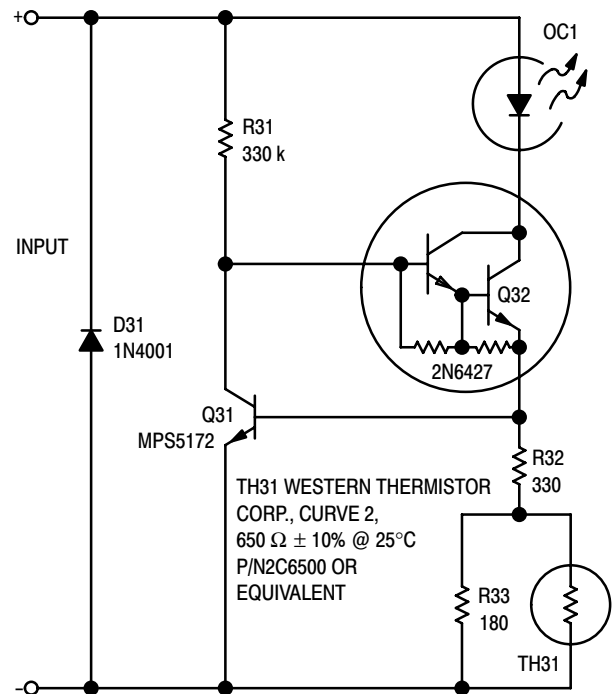 +
OC1
R31
330 k
INPUT
Q32
D31
1N4001
2N6427
Q31
MPS5172
R32
330
TH31 WESTERN THERMISTOR
CORP., CURVE 2,
650 Ω ± 10% @ 25°C
P/N2C6500 OR
EQUIVALENT
R33
180
TH31
–